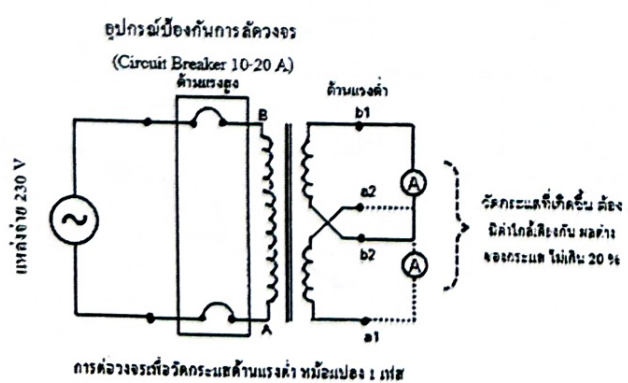 อุปกรณ์ป้องกันการลัดวงจร
(Circuit Breaker 10-20 A)
ด้านแรงสูง
ด้านแรงต่ำ
B
b1
A
a2
แหล่งจ่าย 230 V
~
วัดกระแสที่เกิดขึ้น ต้อง
มีค่าใกล้เคียงกัน ผลต่าง
ของกระแส ไม่เกิน 20 %
b2
A
A
a1
การต่อวงจรเพื่อวัดกระแสด้านแรงต่ำ หม้อแปลง 1 เฟส